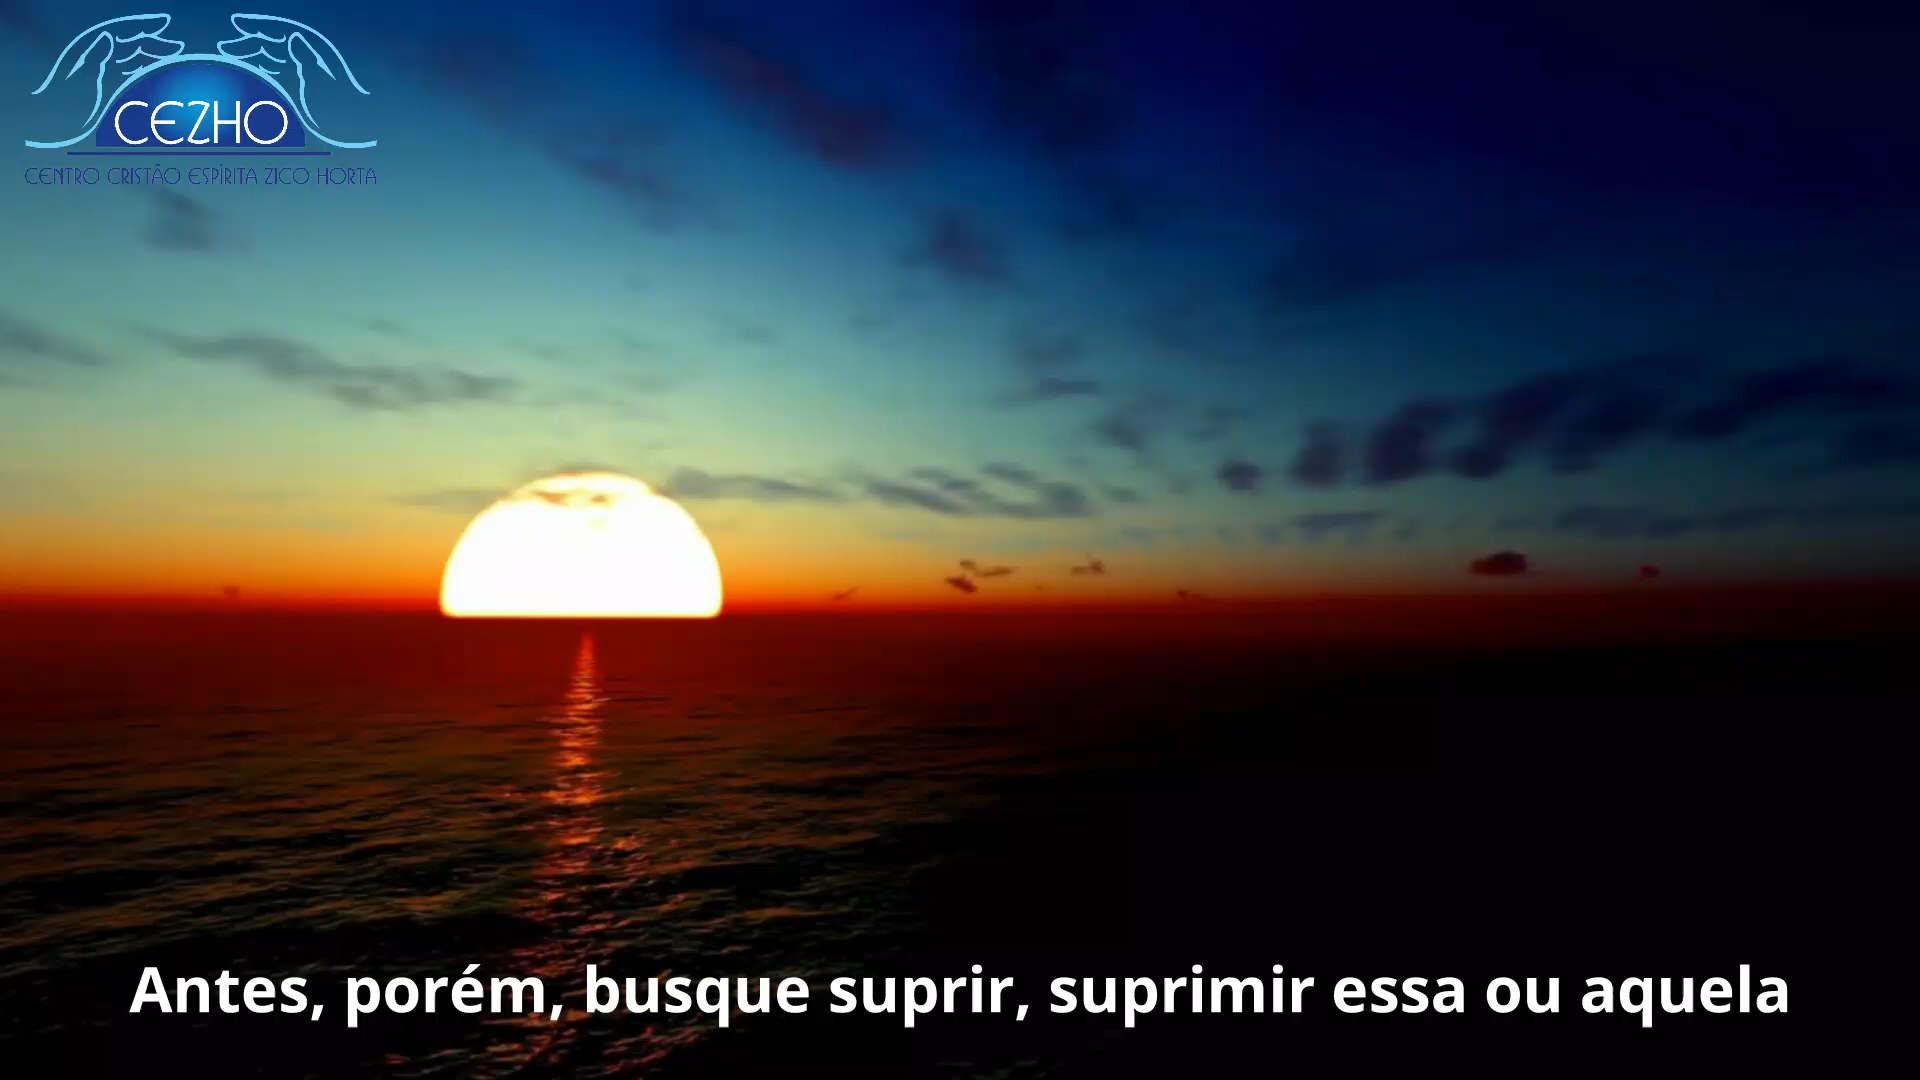 CEZHO
CENTRO CRISTÃO ESPÍRITA ZICO HORTA
Antes, porém, busque suprir, suprimir essa ou aquela